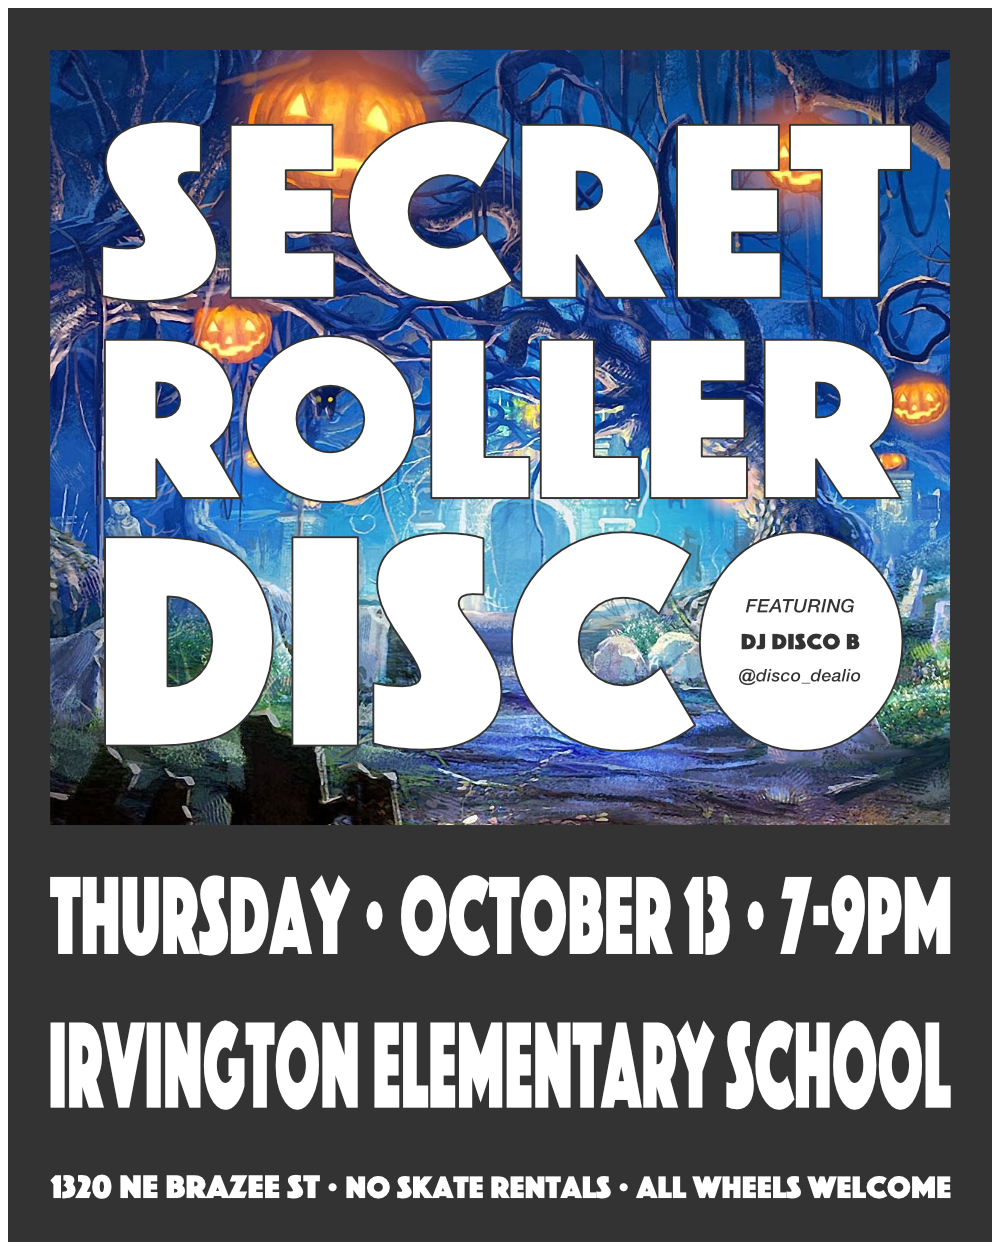 SECRET
ROLLER
DISCO
FEATURING
DJ DISCO B
@disco_dealio
THURSDAY • OCTOBER 13 • 7-9PM
IRVINGTON ELEMENTARY SCHOOL
1320 NE BRAZEE ST • NO SKATE RENTALS • ALL WHEELS WELCOME